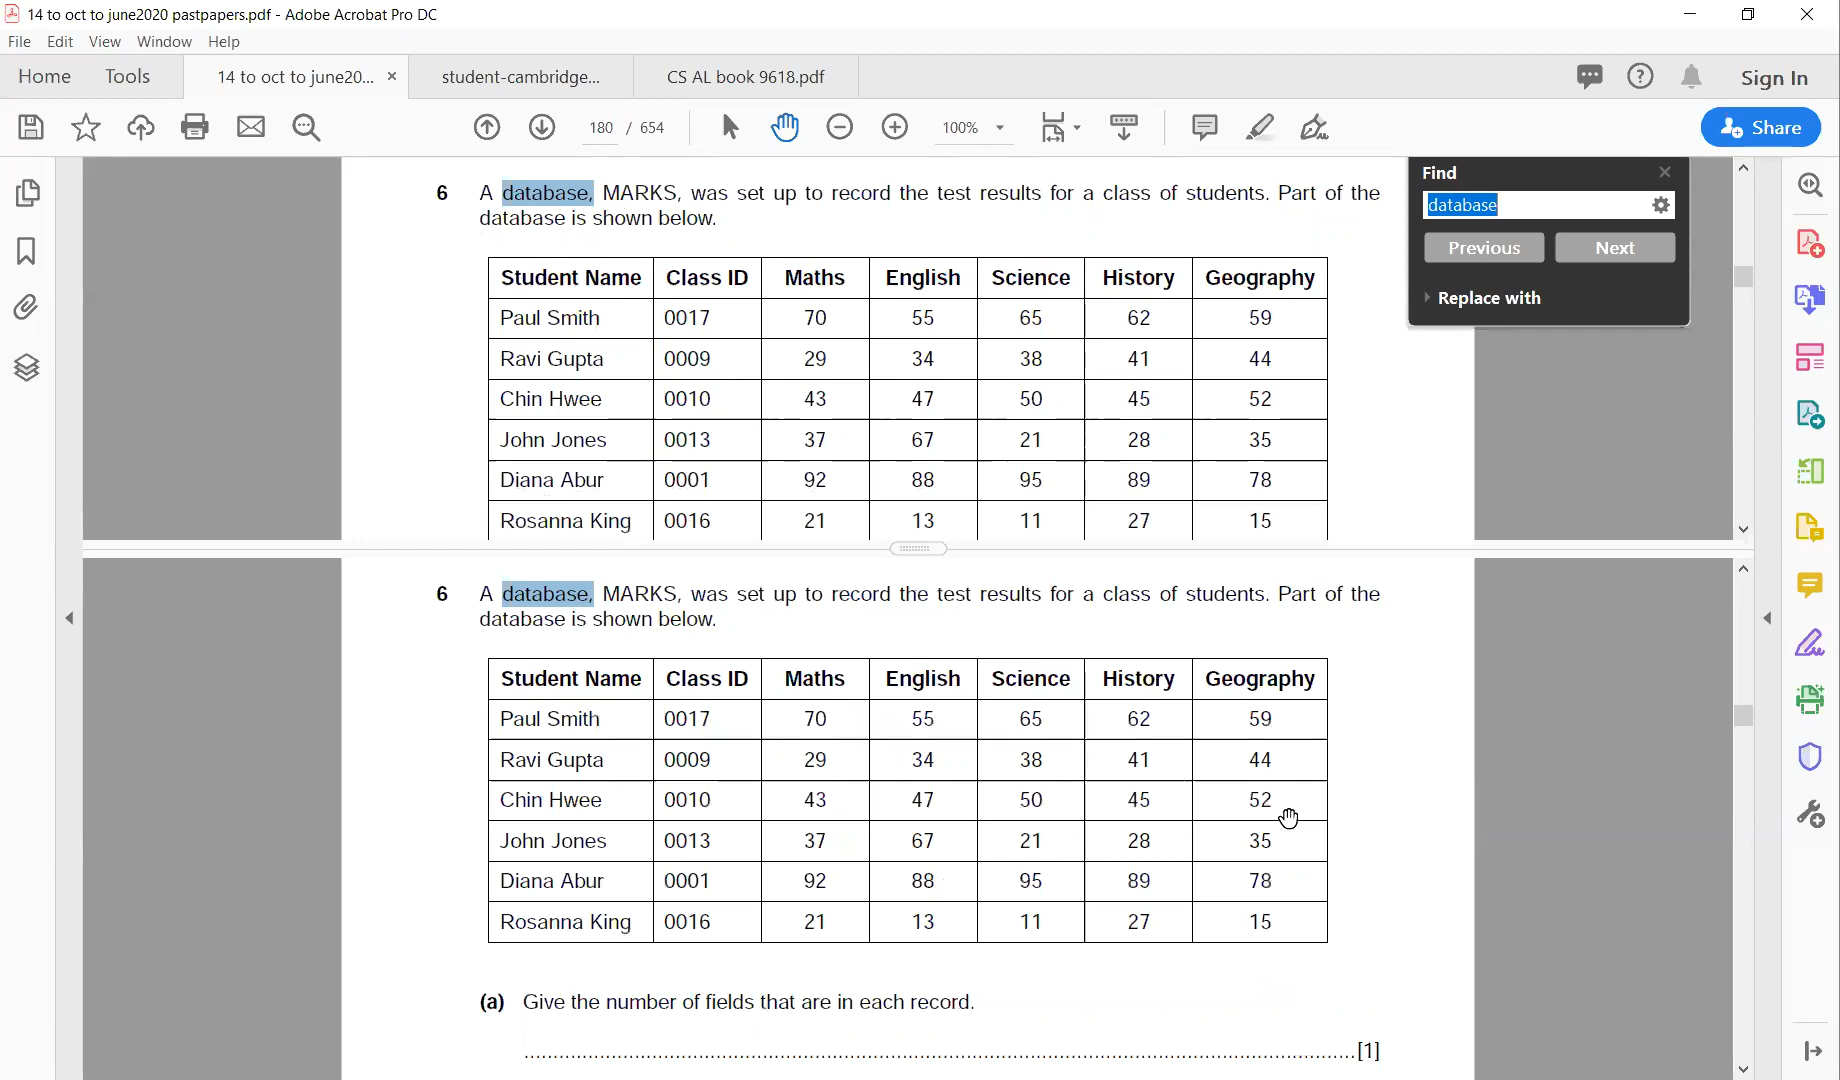 14 to oct to june2020 pastpapers.pdf - Adobe Acrobat Pro DC
File Edit View Window Help
Home Tools 14 to oct to june20... × student-cambridge... CS AL book 9618.pdf Sign In
180 / 654 100% Share
6 A database, MARKS, was set up to record the test results for a class of students. Part of the
database is shown below.
Student Name Class ID Maths English Science History Geography
Paul Smith 0017 70 55 65 62 59
Ravi Gupta 0009 29 34 38 41 44
Chin Hwee 0010 43 47 50 45 52
John Jones 0013 37 67 21 28 35
Diana Abur 0001 92 88 95 89 78
Rosanna King 0016 21 13 11 27 15
Find
database
Previous Next
Replace with
6 A database, MARKS, was set up to record the test results for a class of students. Part of the
database is shown below.
Student Name Class ID Maths English Science History Geography
Paul Smith 0017 70 55 65 62 59
Ravi Gupta 0009 29 34 38 41 44
Chin Hwee 0010 43 47 50 45 52
John Jones 0013 37 67 21 28 35
Diana Abur 0001 92 88 95 89 78
Rosanna King 0016 21 13 11 27 15
(a) Give the number of fields that are in each record.
[1]